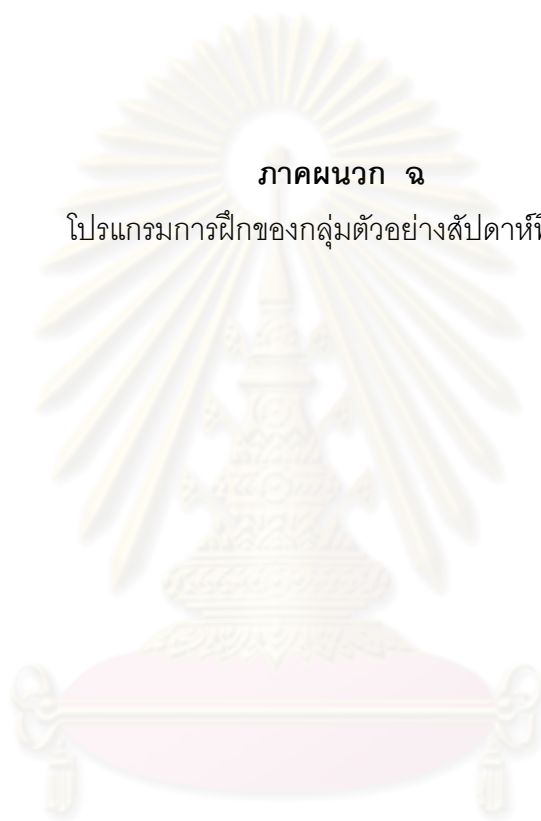 ภาคผนวก ฉ
โปรแกรมการฝึกของกลุ่มตัวอย่างสัปดาห์